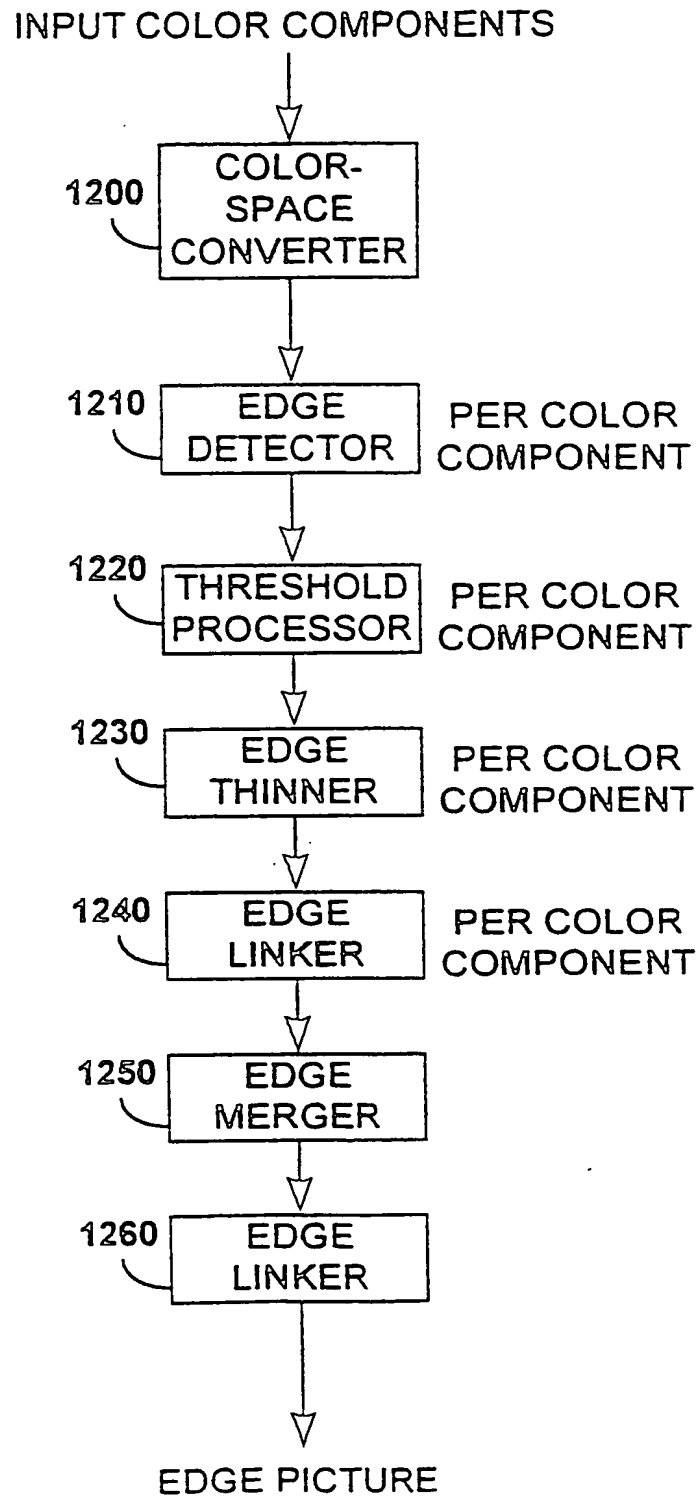 INPUT COLOR COMPONENTS
1200
COLOR-
SPACE
CONVERTER
1210
EDGE
DETECTOR
PER COLOR
COMPONENT
1220
THRESHOLD
PROCESSOR
PER COLOR
COMPONENT
1230
EDGE
THINNER
PER COLOR
COMPONENT
1240
EDGE
LINKER
PER COLOR
COMPONENT
1250
EDGE
MERGER
1260
EDGE
LINKER
EDGE PICTURE